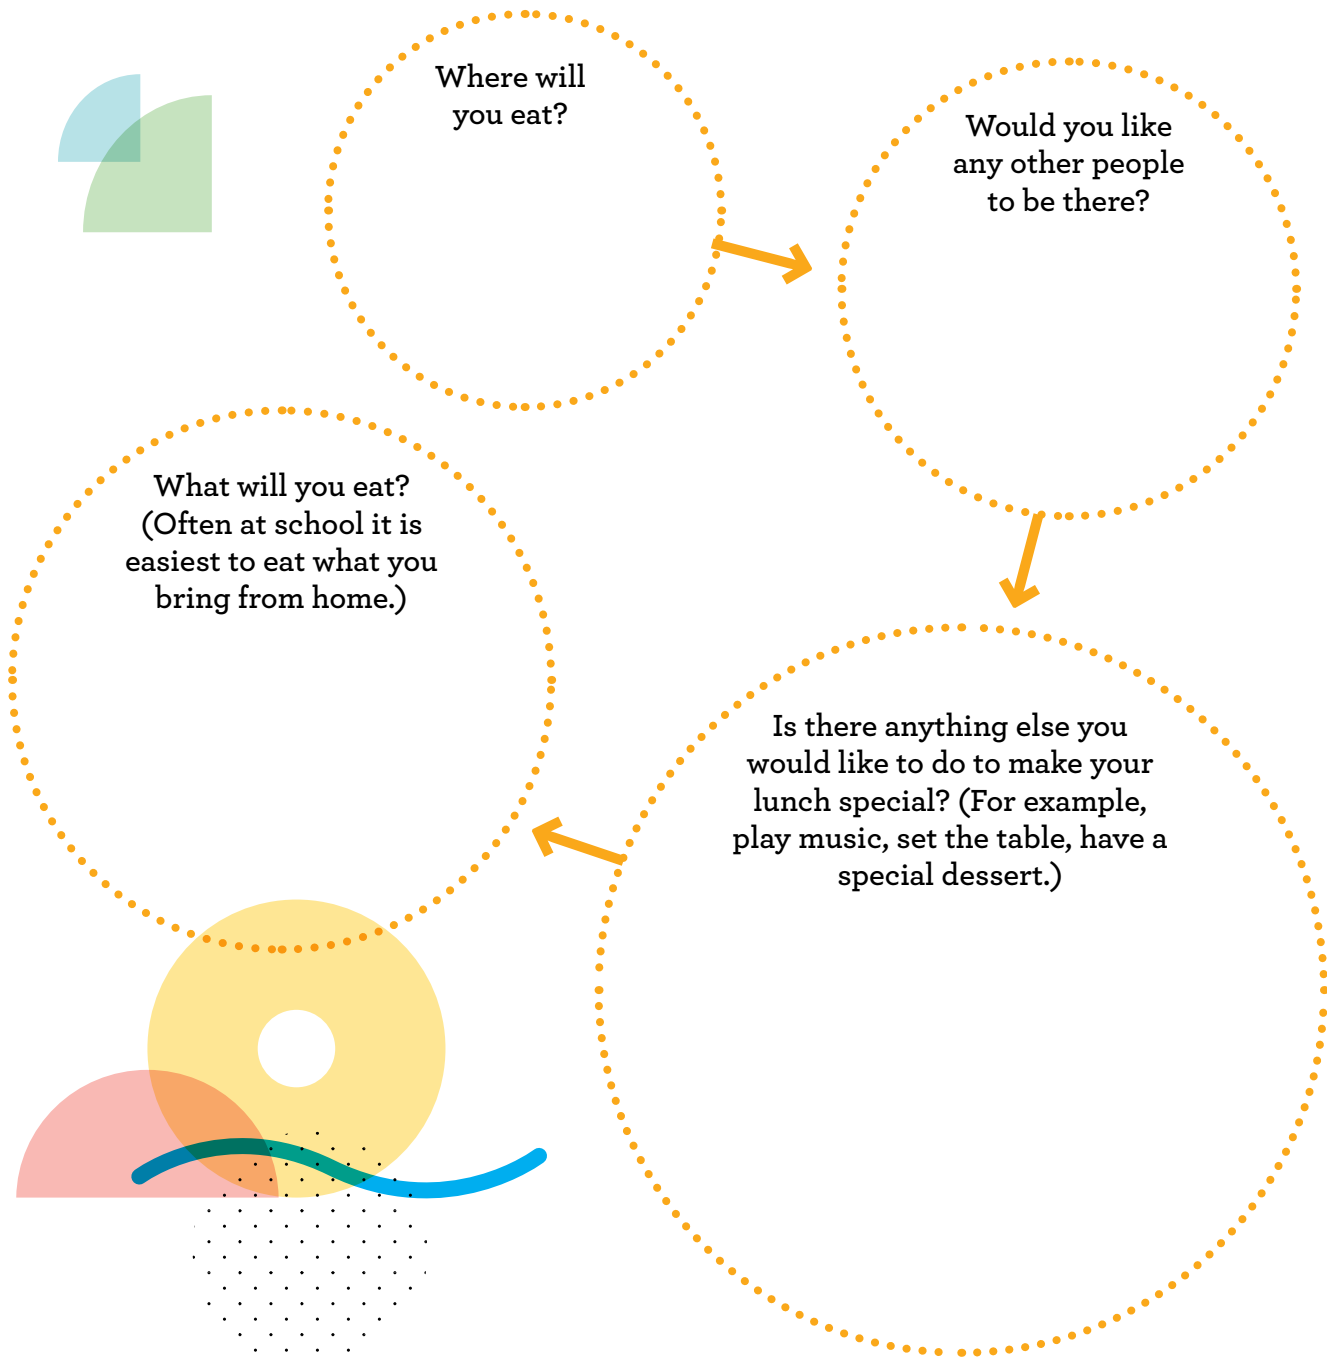 Where will
you eat?
Would you like
any other people
to be there?
Is there anything else you
would like to do to make your
lunch special? (For example,
play music, set the table, have a
special dessert.)
What will you eat?
(Often at school it is
easiest to eat what you
bring from home.)